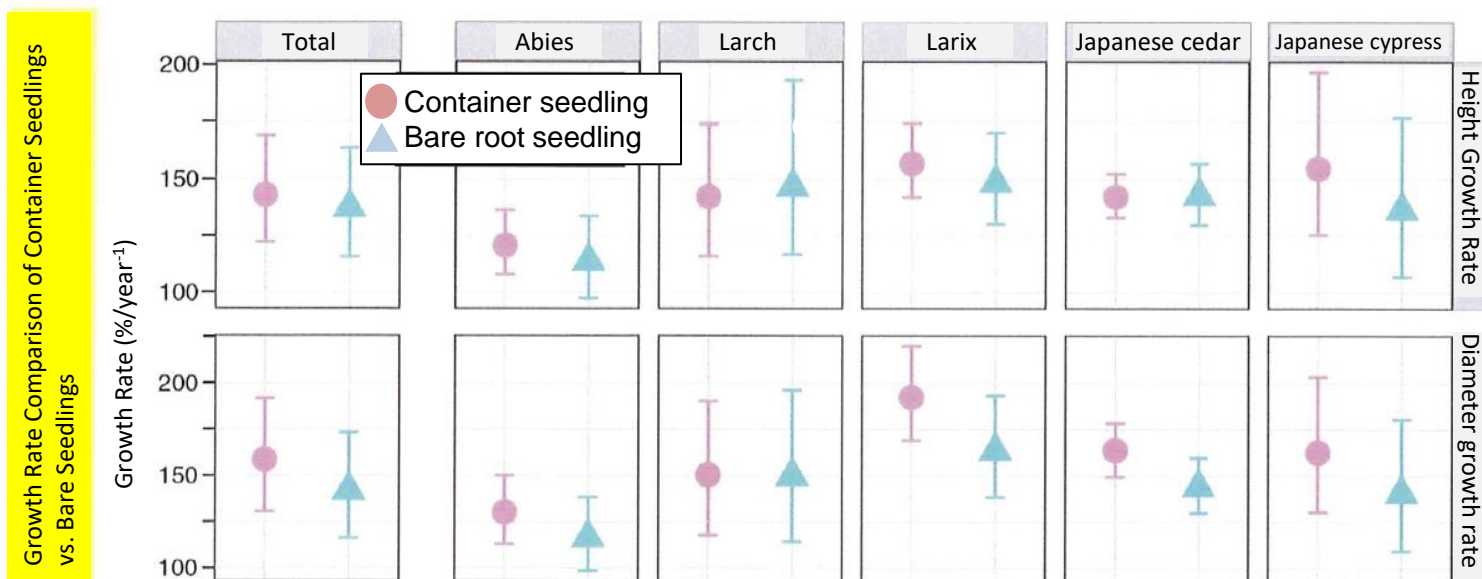 Growth Rate Comparison of Container Seedlings
vs. Bare Seedlings
Growth Rate (%/year⁻¹)
Total
Abies
Larch
Larix
Japanese cedar
Japanese cypress
Container seedling
Bare root seedling
200
150
100
Height Growth Rate
200
150
100
Diameter growth rate